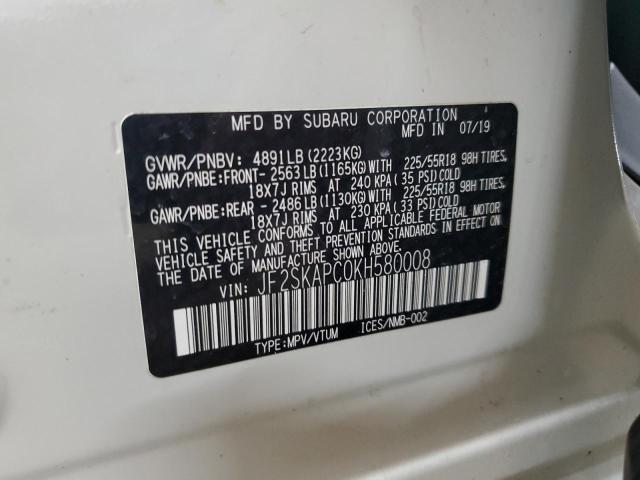 MFD BY SUBARU CORPORATION
MFD IN 07/19
GVWR/PNBV: 4891LB (2223KG)
GAWR/PNBE:FRONT- 2563LB(1165KG)WITH 225/55R18 98H TIRES,
18X7J RIMS AT 240 KPA(35 PSI)COLD
GAWR/PNBE:REAR - 2486LB(1130KG)WITH 225/55R18 98H TIRES,
18X7J RIMS AT 230 KPA(33 PSI)COLD
THIS VEHICLE CONFORMS TO ALL APPLICABLE FEDERAL MOTOR
VEHICLE SAFETY AND THEFT PREVENTION STANDARDS IN EFFECT ON
THE DATE OF MANUFACTURE SHOWN ABOVE.
VIN: JF2SKAPC0KH580008
TYPE:MPV/VTUM ICES/NMB-002